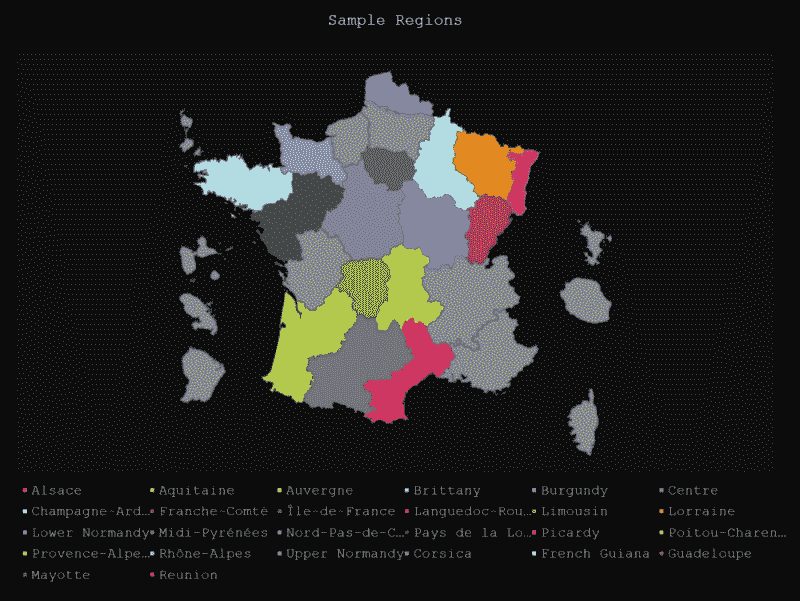 Sample Regions
Alsace Aquitaine Auvergne Brittany Burgundy Centre
Champagne-Ard… Franche-Comté Île-de-France Languedoc-Rou… Limousin Lorraine
Lower Normandy Midi-Pyrénées Nord-Pas-de-C… Pays de la Lo… Picardy Poitou-Charen…
Provence-Alpe… Rhône-Alpes Upper Normandy Corsica French Guiana Guadeloupe
Mayotte Reunion